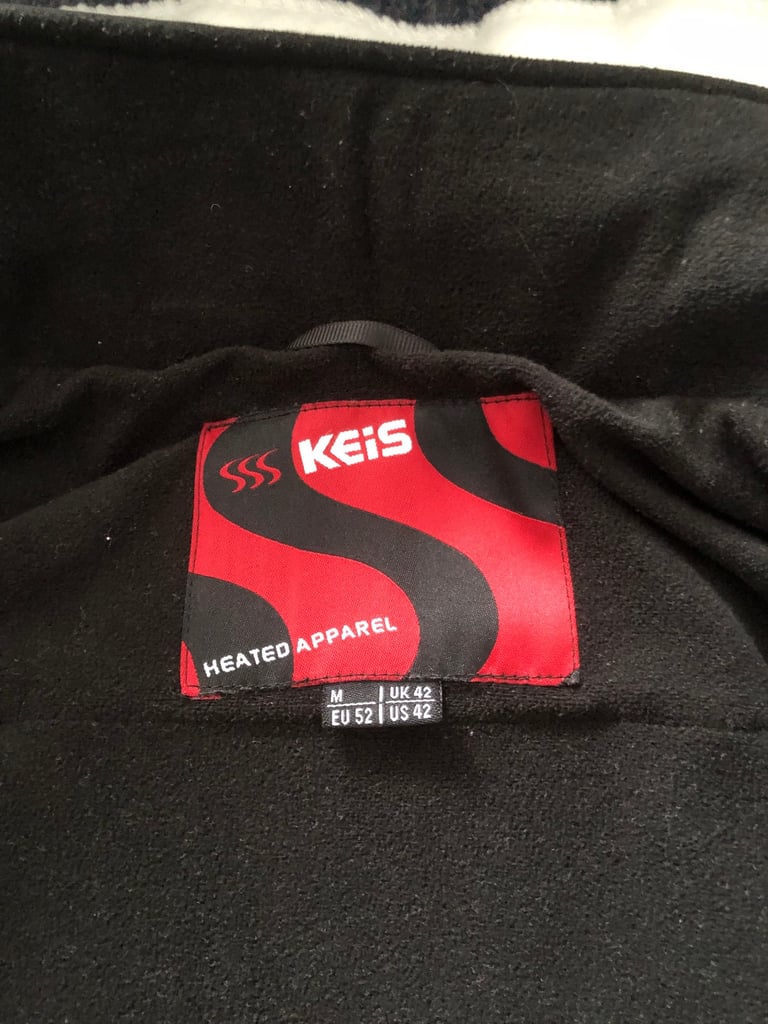 KEiS
HEATED APPAREL
M | UK 42
EU 52 | US 42